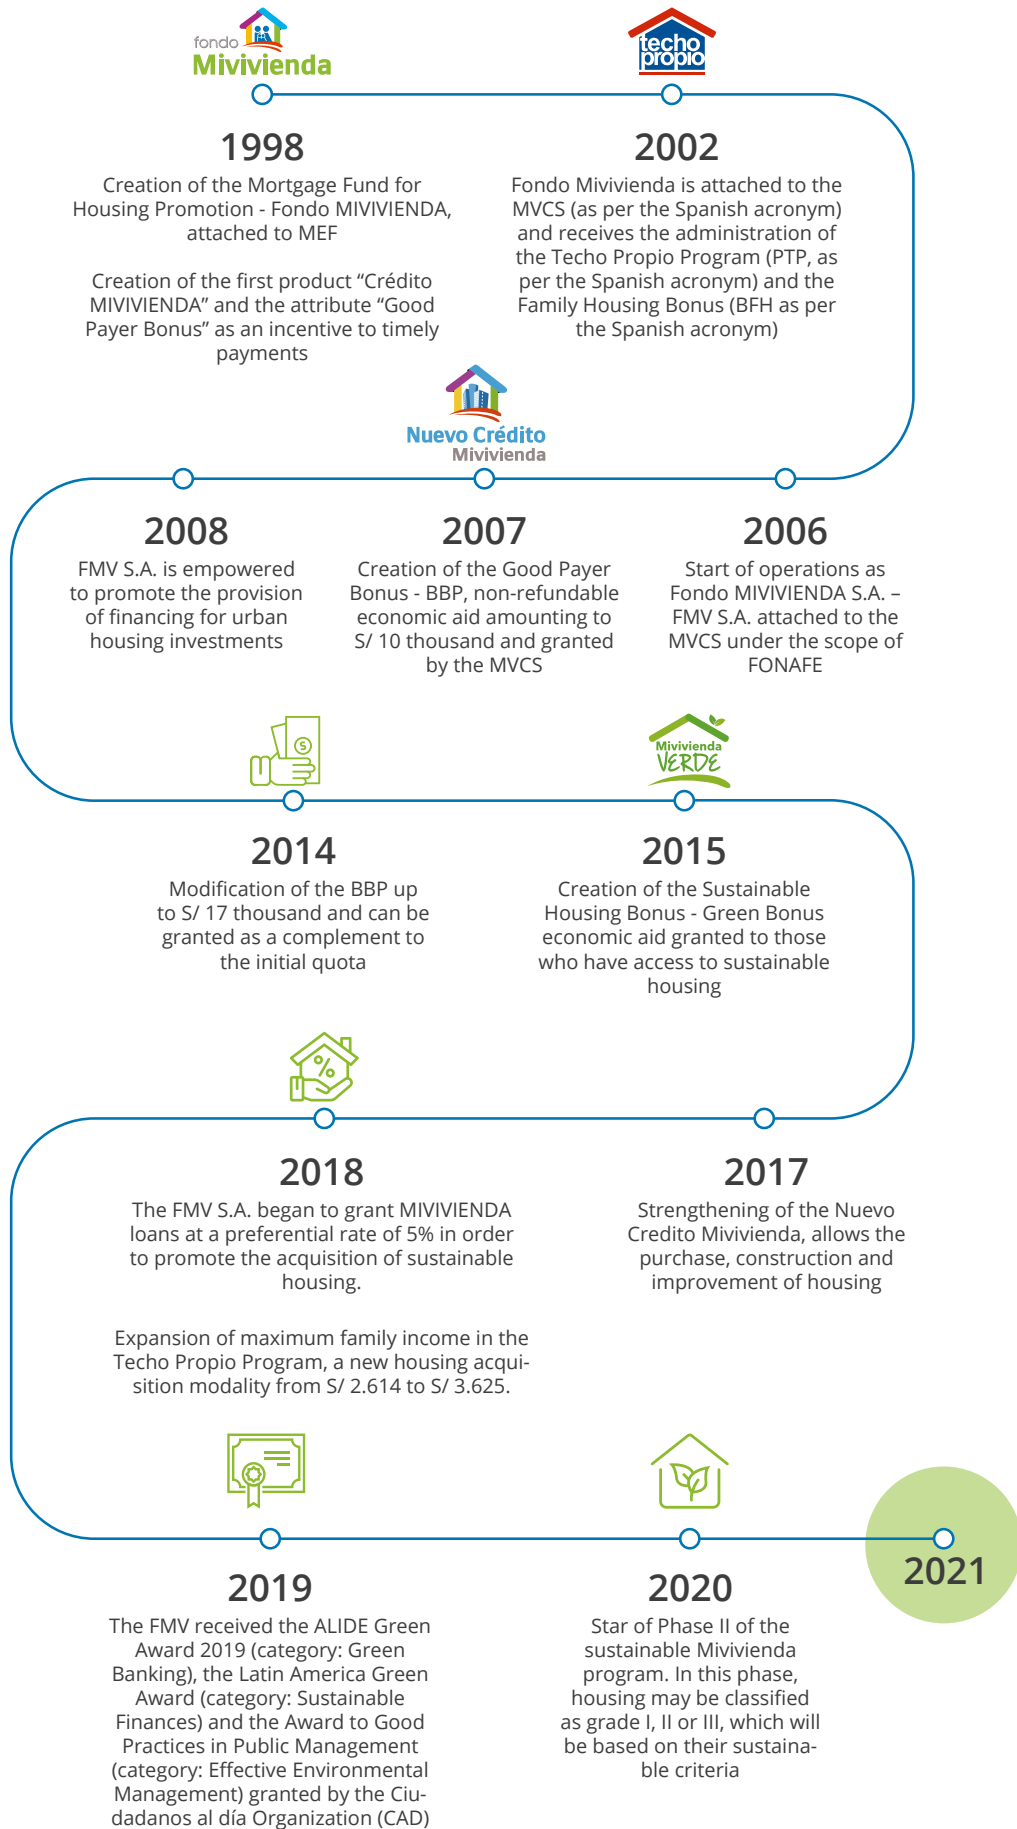 fondo
Mivivienda
techo
propio
1998
Creation of the Mortgage Fund for
Housing Promotion - Fondo MIVIVIENDA,
attached to MEF
Creation of the first product “Crédito
MIVIVIENDA” and the attribute “Good
Payer Bonus” as an incentive to timely
payments
2002
Fondo Mivivienda is attached to the
MVCS (as per the Spanish acronym)
and receives the administration of
the Techo Propio Program (PTP, as
per the Spanish acronym) and the
Family Housing Bonus (BFH as per
the Spanish acronym)
Nuevo Crédito
Mivivienda
2008
FMV S.A. is empowered
to promote the provision
of financing for urban
housing investments
2007
Creation of the Good Payer
Bonus - BBP, non-refundable
economic aid amounting to
S/ 10 thousand and granted
by the MVCS
2006
Start of operations as
Fondo MIVIVIENDA S.A. –
FMV S.A. attached to the
MVCS under the scope of
FONAFE
S
Mivivienda
VERDE
2014
Modification of the BBP up
to S/ 17 thousand and can be
granted as a complement to
the initial quota
2015
Creation of the Sustainable
Housing Bonus - Green Bonus
economic aid granted to those
who have access to sustainable
housing
%
2018
The FMV S.A. began to grant MIVIVIENDA
loans at a preferential rate of 5% in order
to promote the acquisition of sustainable
housing.
Expansion of maximum family income in the
Techo Propio Program, a new housing acqui-
sition modality from S/ 2.614 to S/ 3.625.
2017
Strengthening of the Nuevo
Credito Mivivienda, allows the
purchase, construction and
improvement of housing
2019
The FMV received the ALIDE Green
Award 2019 (category: Green
Banking), the Latin America Green
Award (category: Sustainable
Finances) and the Award to Good
Practices in Public Management
(category: Effective Environmental
Management) granted by the Ciu-
dadanos al día Organization (CAD)
2020
Star of Phase II of the
sustainable Mivivienda
program. In this phase,
housing may be classified
as grade I, II or III, which will
be based on their sustaina-
ble criteria
2021